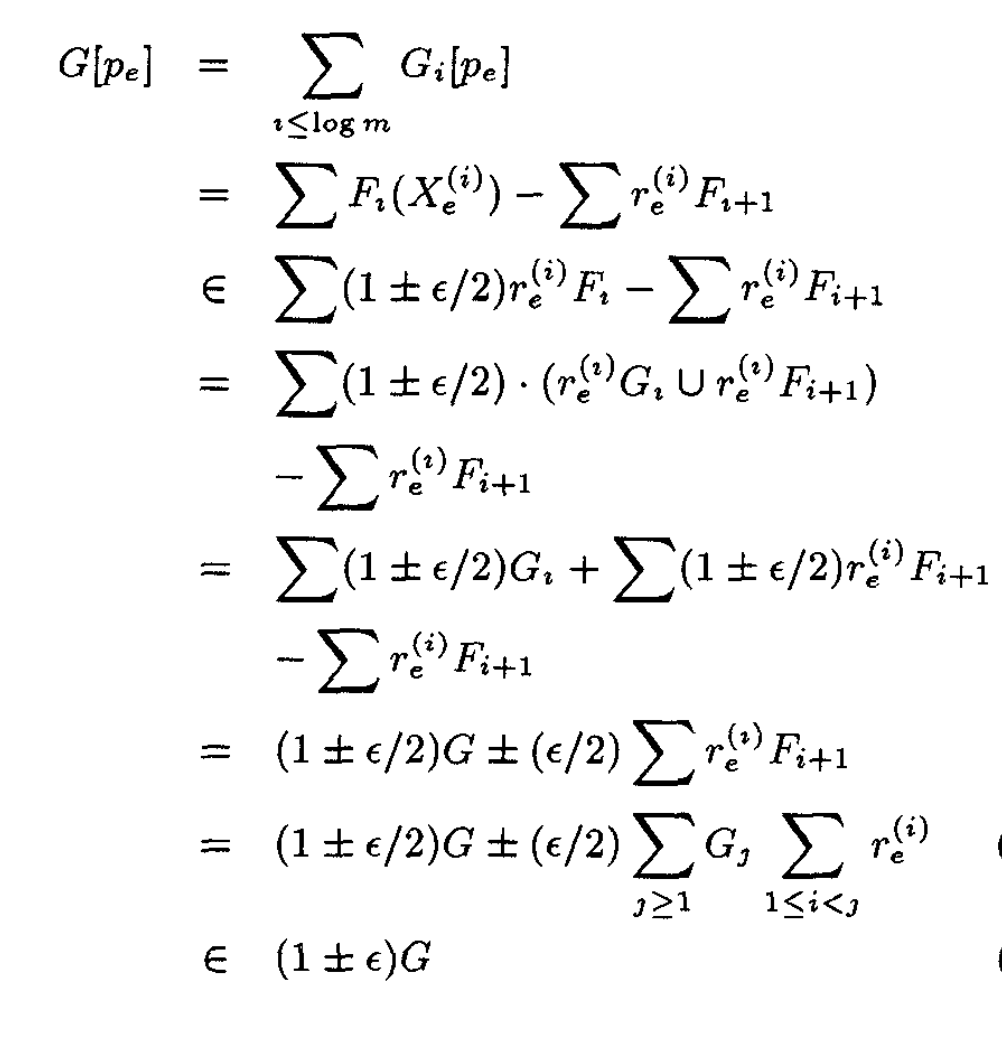 G[p_e] = \sum_{i \le \log m} G_i[p_e]
= \sum F_i(X_e^{(i)}) - \sum r_e^{(i)} F_{i+1}
\in \sum (1 \pm \epsilon/2) r_e^{(i)} F_i - \sum r_e^{(i)} F_{i+1}
= \sum (1 \pm \epsilon/2) \cdot (r_e^{(i)} G_i \cup r_e^{(i)} F_{i+1})
- \sum r_e^{(i)} F_{i+1}
= \sum (1 \pm \epsilon/2) G_i + \sum (1 \pm \epsilon/2) r_e^{(i)} F_{i+1}
- \sum r_e^{(i)} F_{i+1}
= (1 \pm \epsilon/2) G \pm (\epsilon/2) \sum r_e^{(i)} F_{i+1}
= (1 \pm \epsilon/2) G \pm (\epsilon/2) \sum_{j \ge 1} G_j \sum_{1 \le i < j} r_e^{(i)} (
\in (1 \pm \epsilon) G (